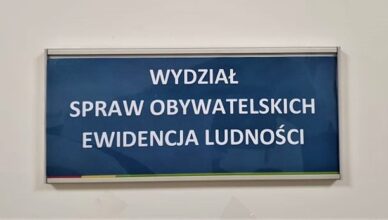 WYDZIAŁ
SPRAW OBYWATELSKICH
EWIDENCJA LUDNOŚCI